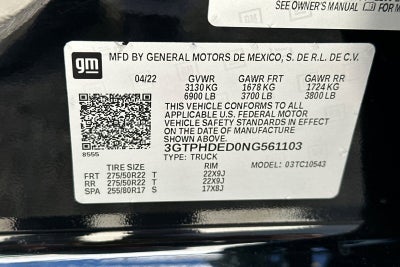 SEE OWNER'S MANUAL
gm
MFD BY GENERAL MOTORS DE MEXICO, S. DE R.L. DE C.V.
04/22 GVWR GAWR FRT GAWR RR
3130 KG 1678 KG 1724 KG
6900 LB 3700 LB 3800 LB
THIS VEHICLE CONFORMS TO ALL
APPLICABLE U.S. FEDERAL MOTOR
VEHICLE SAFETY STANDARDS IN EFFECT
ON THE DATE OF MANUFACTURE
SHOWN ABOVE.
8555 3GTPHDED0NG561103
TYPE: TRUCK MODEL: 03TC10543
TIRE SIZE RIM
FRT 275/50R22 T 22X9J
RR 275/50R22 T 22X9J
SPA 255/80R17 S 17X8J